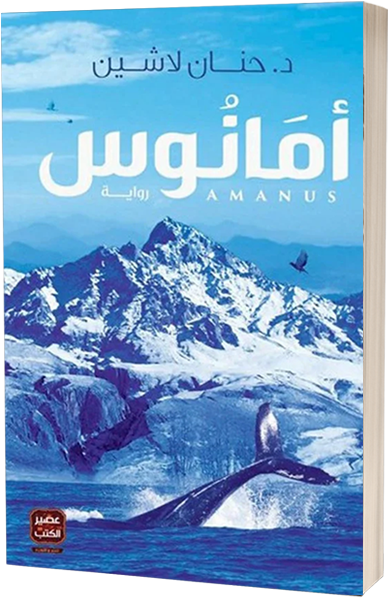 د. حنان لاشين
أَمَانُوس
رواية AMANUS
عصير
الكتب